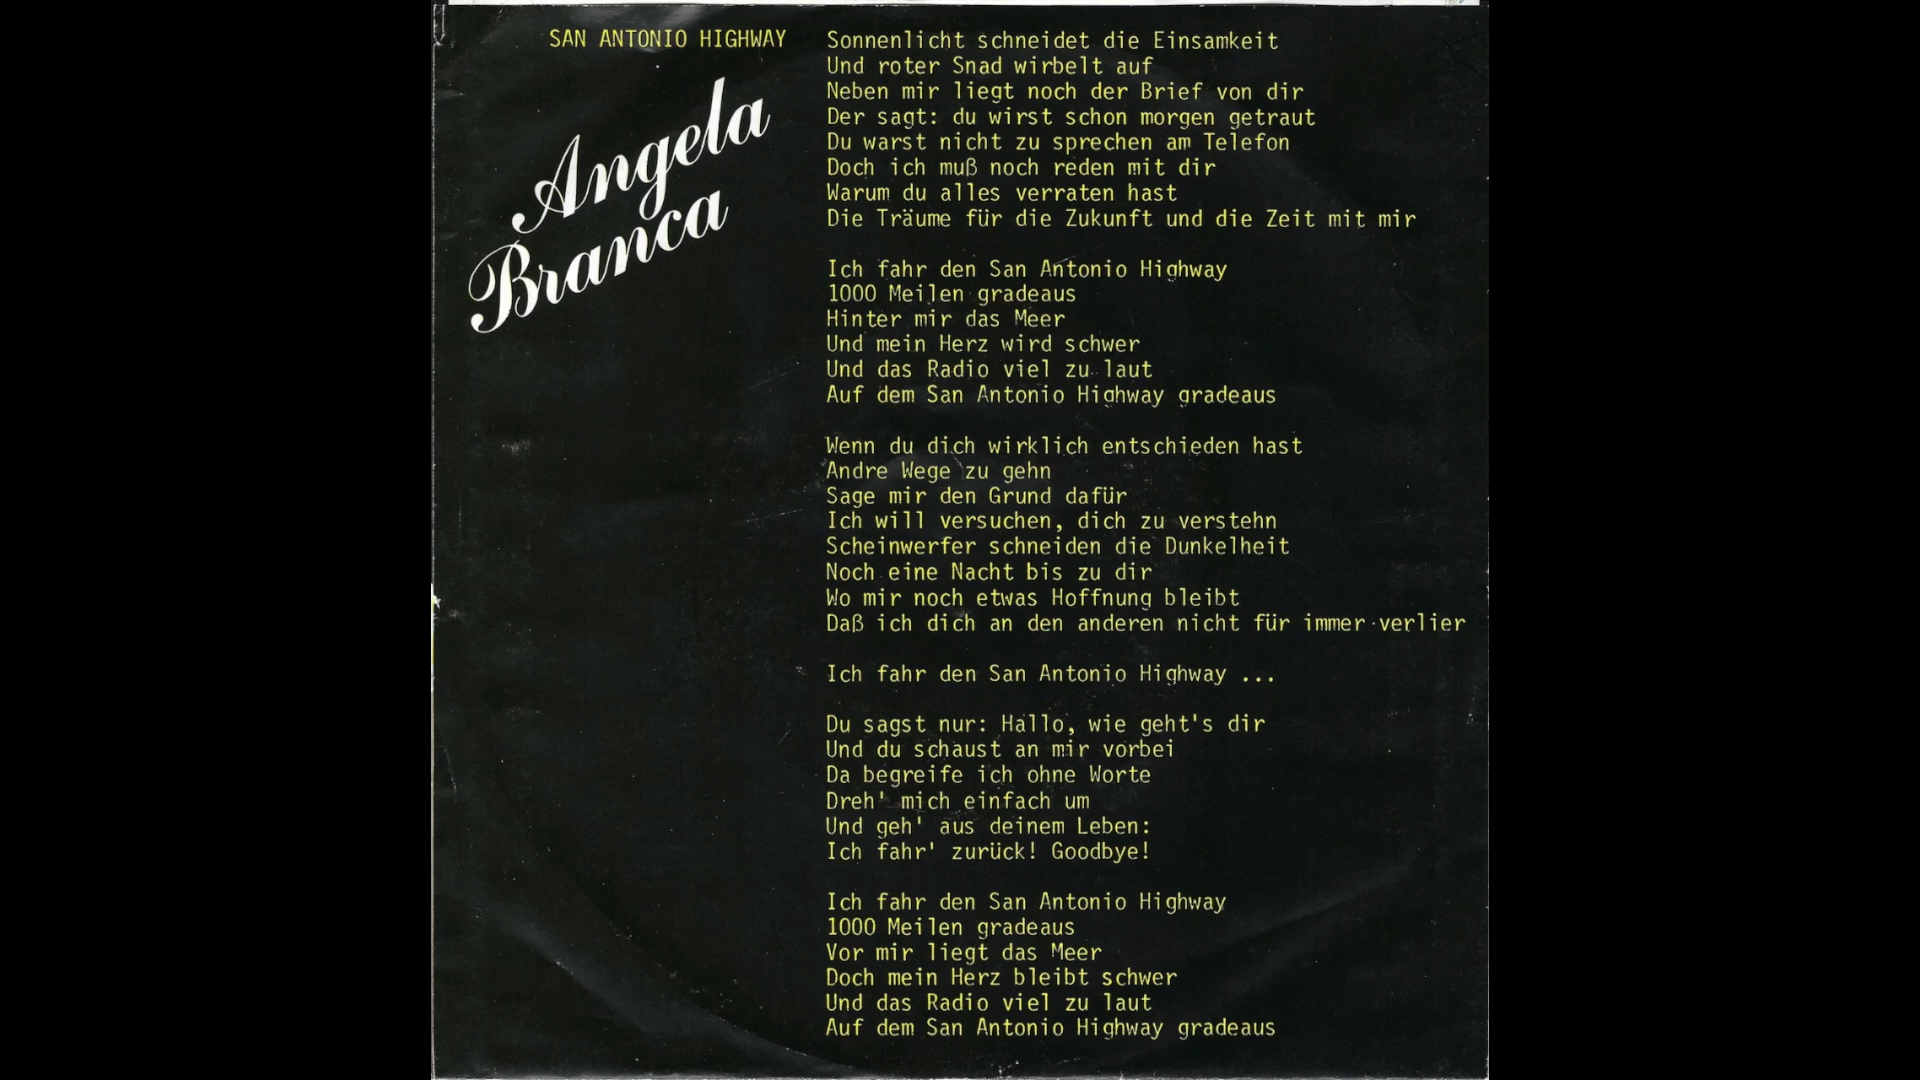 SAN ANTONIO HIGHWAY
Angela
Branca
Sonnenlicht schneidet die Einsamkeit
Und roter Snad wirbelt auf
Neben mir liegt noch der Brief von dir
Der sagt: du wirst schon morgen getraut
Du warst nicht zu sprechen am Telefon
Doch ich muß noch reden mit dir
Warum du alles verraten hast
Die Träume für die Zukunft und die Zeit mit mir
Ich fahr den San Antonio Highway
1000 Meilen gradeaus
Hinter mir das Meer
Und mein Herz wird schwer
Und das Radio viel zu laut
Auf dem San Antonio Highway gradeaus
Wenn du dich wirklich entschieden hast
Andre Wege zu gehn
Sage mir den Grund dafür
Ich will versuchen, dich zu verstehn
Scheinwerfer schneiden die Dunkelheit
Noch eine Nacht bis zu dir
Wo mir noch etwas Hoffnung bleibt
Daß ich dich an den anderen nicht für immer verlier
Ich fahr den San Antonio Highway ...
Du sagst nur: Hallo, wie geht's dir
Und du schaust an mir vorbei
Da begreife ich ohne Worte
Dreh' mich einfach um
Und geh' aus deinem Leben:
Ich fahr' zurück! Goodbye!
Ich fahr den San Antonio Highway
1000 Meilen gradeaus
Vor mir liegt das Meer
Doch mein Herz bleibt schwer
Und das Radio viel zu laut
Auf dem San Antonio Highway gradeaus